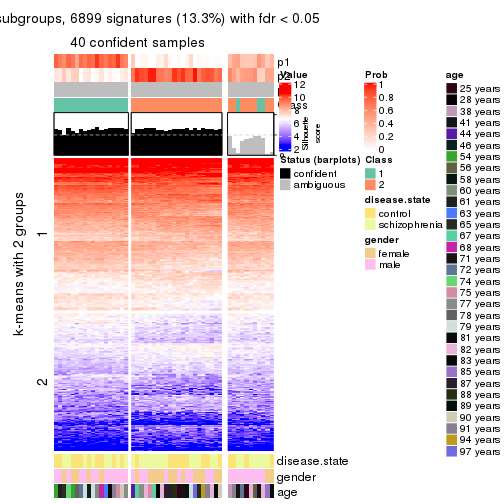 subgroups, 6899 signatures (13.3%) with fdr < 0.05
40 confident samples
p1
p2
Value
12
10
8
6
4
2
Silhouette
score
Status (barplots)
confident
ambiguous
Prob
1
0.8
0.6
0.4
0.2
0
Class
1
2
disease.state
control
schizophrenia
gender
female
male
age
25 years
28 years
38 years
41 years
44 years
46 years
54 years
56 years
58 years
60 years
61 years
63 years
65 years
67 years
68 years
71 years
72 years
74 years
75 years
77 years
78 years
79 years
81 years
82 years
83 years
85 years
87 years
88 years
89 years
90 years
91 years
94 years
97 years
k-means with 2 groups
1
2
disease.state
gender
age